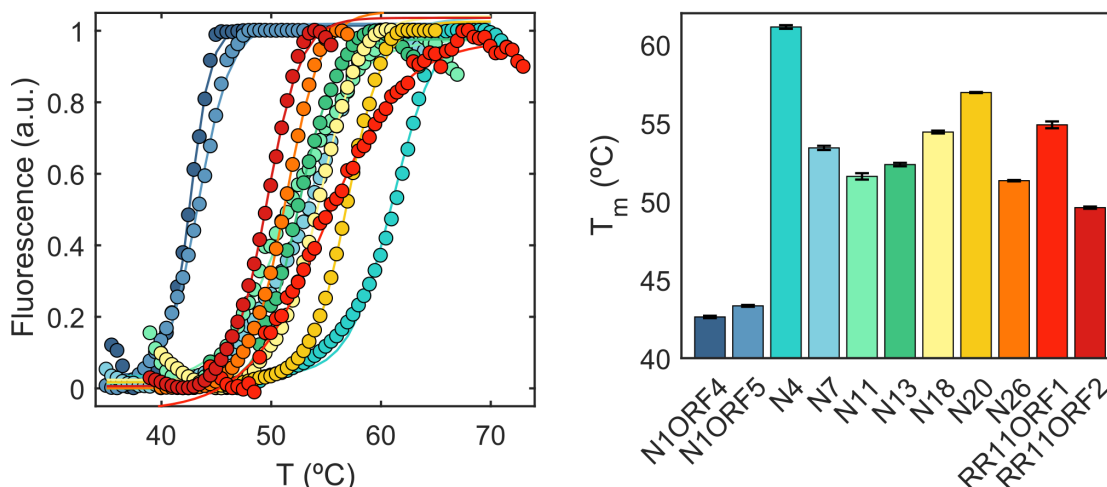 Fluorescence (a.u.)
1
0.8
0.6
0.4
0.2
0
40
50
60
70
T (ºC)
Tm (ºC)
60
55
50
45
40
N1ORF4
N1ORF5
N4
N7
N11
N13
N18
N20
N26
RR11ORF1
RR11ORF2